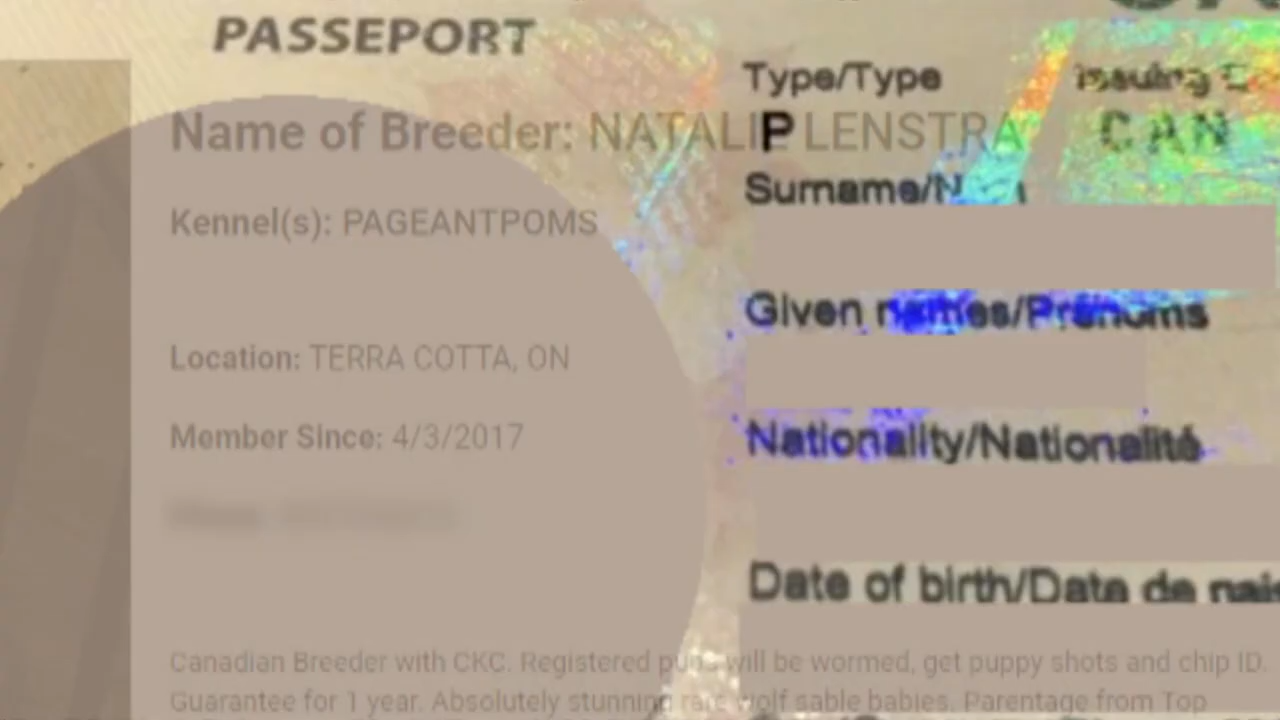 PASSEPORT
Type/Type
Issuing
Name of Breeder: NATALI LENSTRA
P
CAN
Surname/N
Kennel(s): PAGEANTPOMS
Given names/Prénoms
Location: TERRA COTTA, ON
Member Since: 4/3/2017
Nationality/Nationalité
Date of birth/Date de nais
Canadian Breeder with CKC. Registered pups will be wormed, get puppy shots and chip ID.
Guarantee for 1 year. Absolutely stunning rare wolf sable babies. Parentage from Top